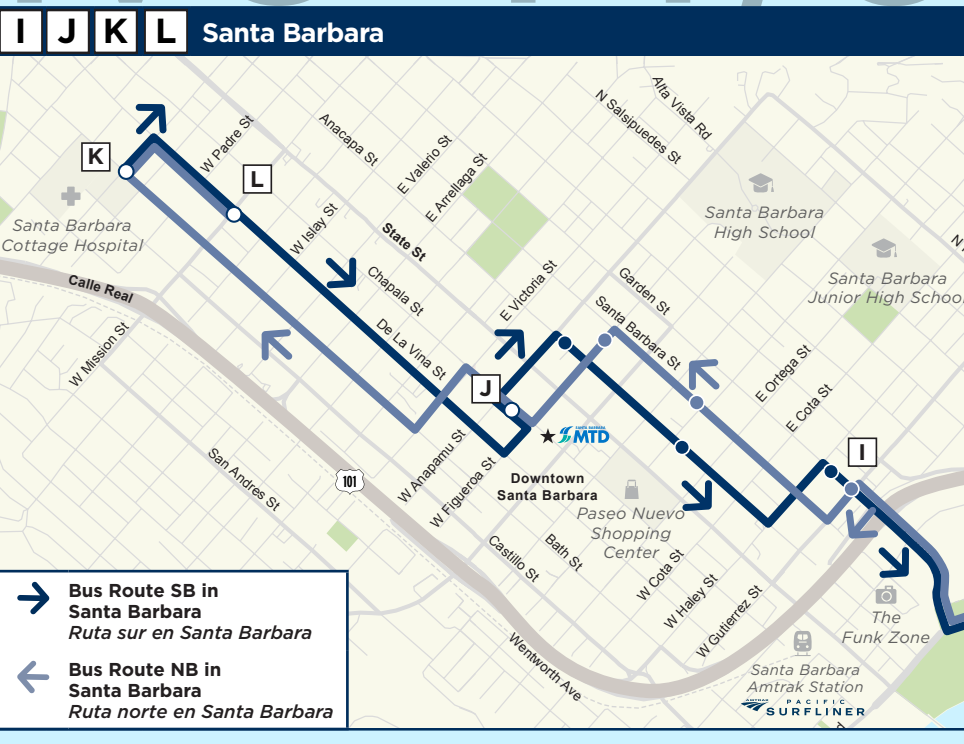 I J K L Santa Barbara
Alta Vista Rd
N Salsipuedes St
Anacapa St
W Padre St
E Valerio St
E Arrellaga St
K
L
Santa Barbara
Cottage Hospital
Santa Barbara
High School
W Islay St
State St
Santa Barbara
Junior High School
Calle Real
Chapala St
E Victoria St
Garden St
Santa Barbara St
W Mission St
De La Vina St
E Ortega St
E Cota St
J
SANTA BARBARA
MTD
I
W Anapamu St
W Figueroa St
San Andres St
101
Downtown
Santa Barbara
Paseo Nuevo
Shopping
Center
Castillo St
Bath St
W Cota St
W Haley St
W Gutierrez St
The
Funk Zone
Wentworth Ave
Santa Barbara
Amtrak Station
AMTRAK PACIFIC
SURFLINER
Bus Route SB in
Santa Barbara
Ruta sur en Santa Barbara
Bus Route NB in
Santa Barbara
Ruta norte en Santa Barbara